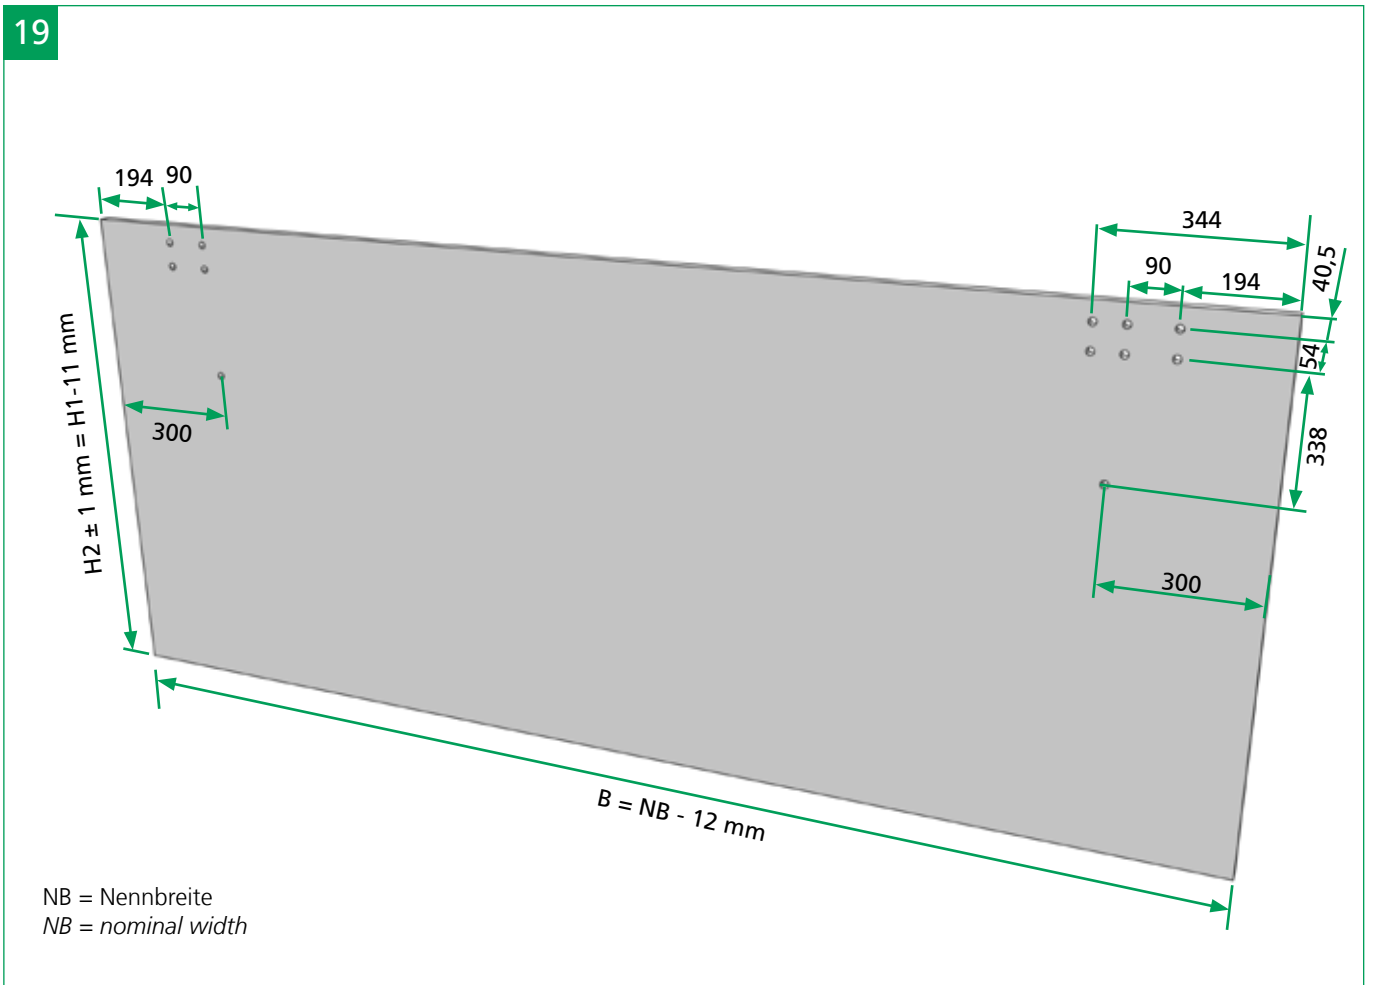 19
194
90
344
90
194
40,5
54
338
300
300
H2 ± 1 mm = H1-11 mm
B = NB - 12 mm
NB = Nennbreite
NB = nominal width